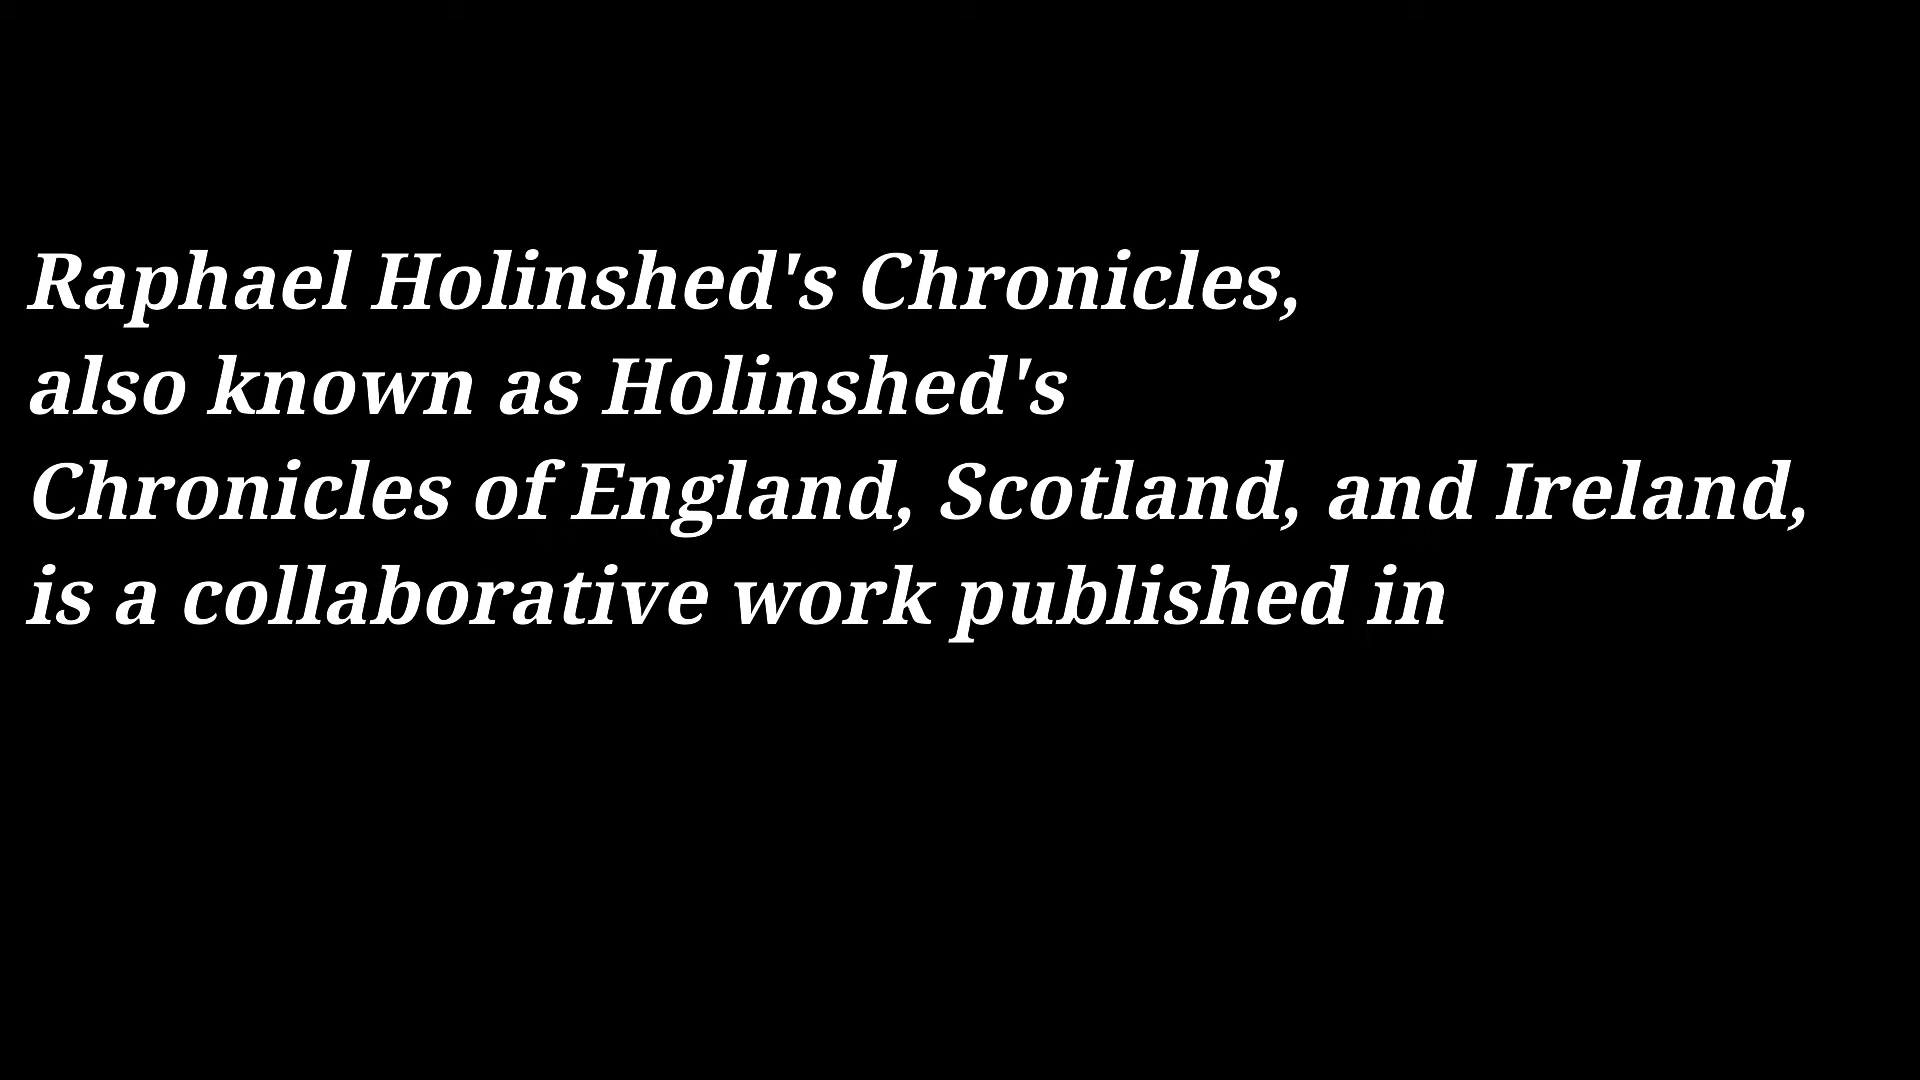 Raphael Holinshed's Chronicles,
also known as Holinshed's
Chronicles of England, Scotland, and Ireland,
is a collaborative work published in